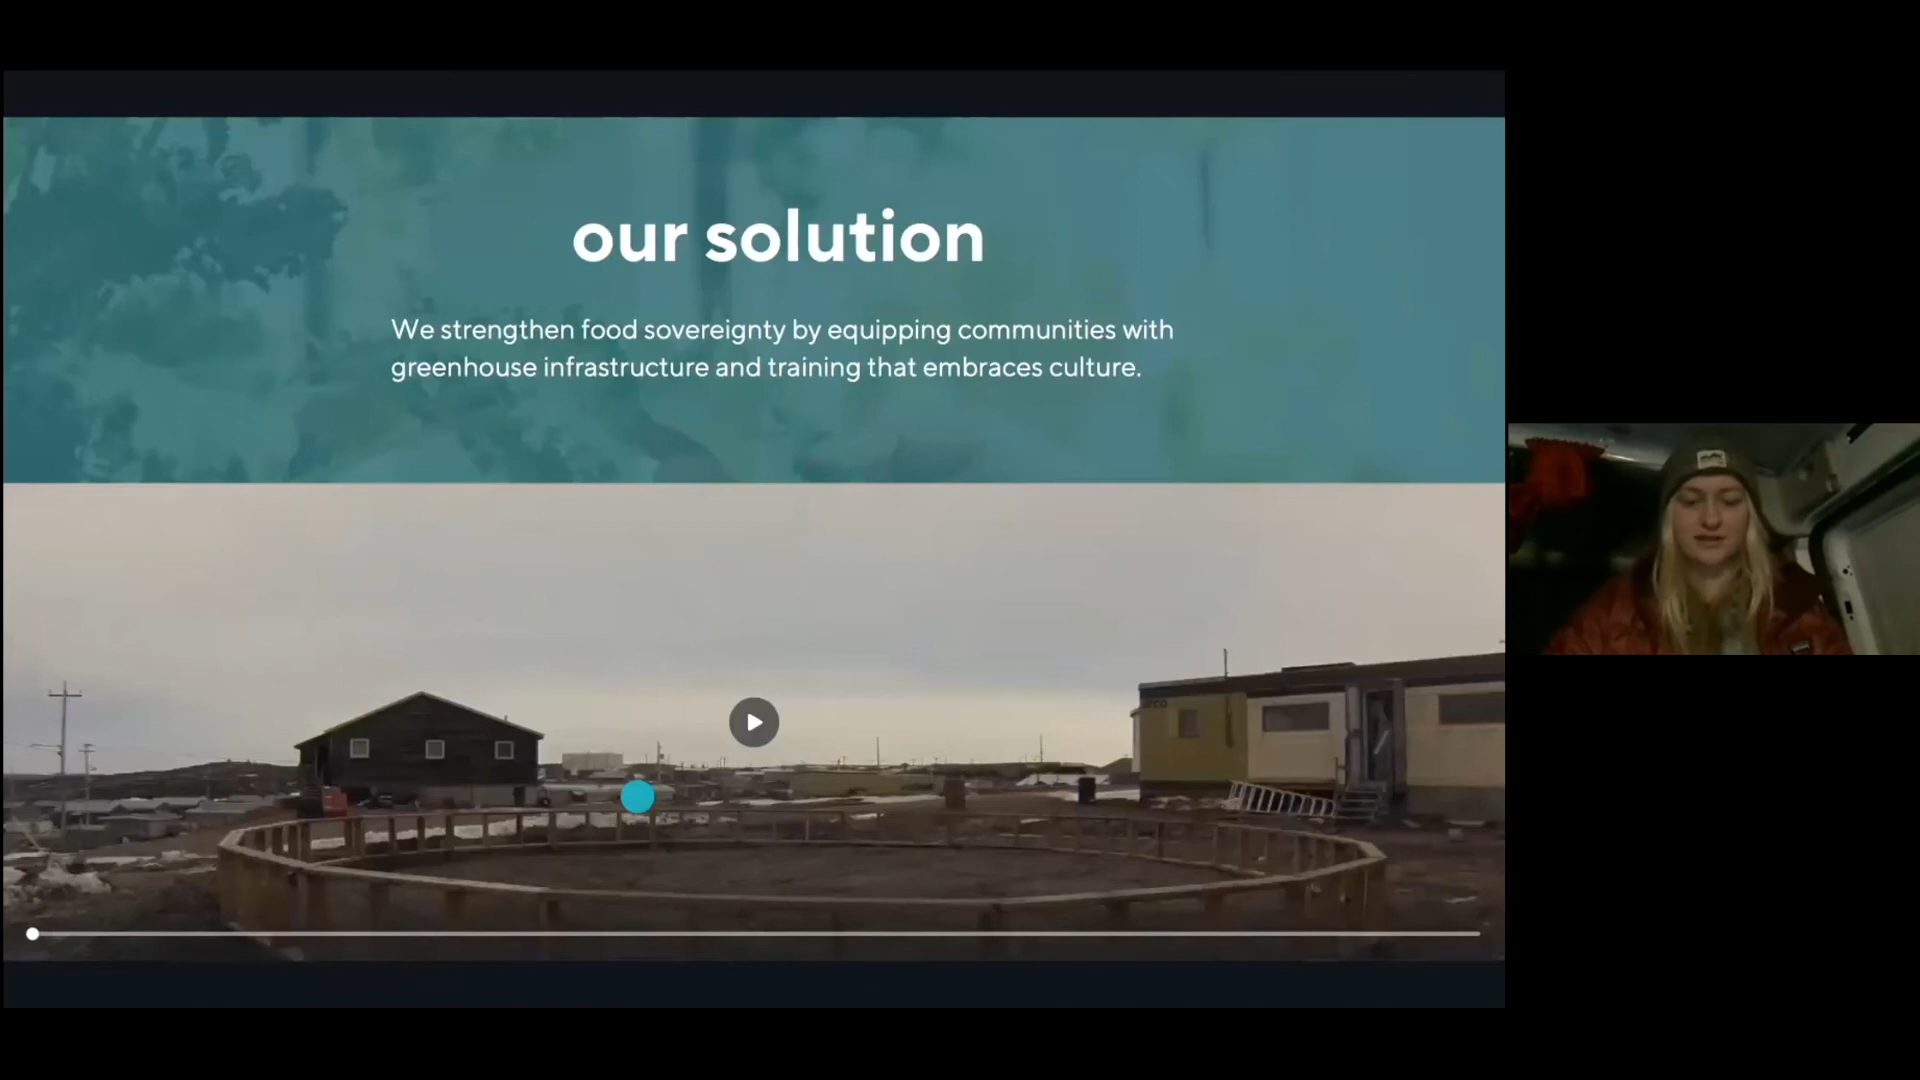 our solution
We strengthen food sovereignty by equipping communities with
greenhouse infrastructure and training that embraces culture.